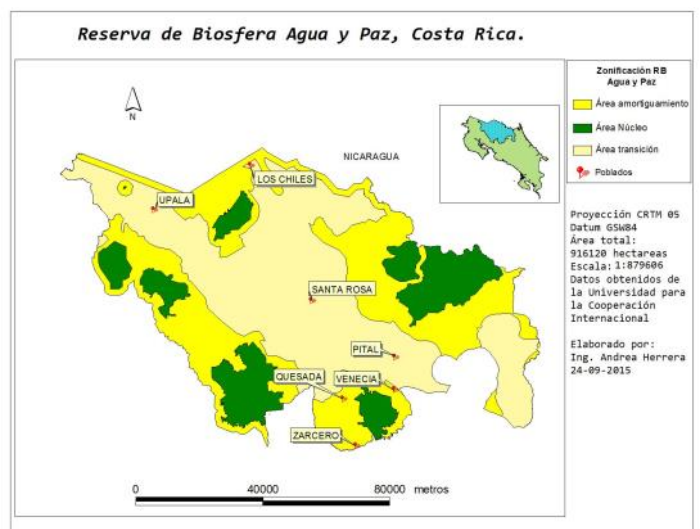 Reserva de Biosfera Agua y Paz, Costa Rica.
N
NICARAGUA
LOS CHILES
UPALA
SANTA ROSA
PITAL
QUESADA
VENECIA
ZARCERO
0 40000 80000 metros
Zonificación RB
Agua y Paz
Área amortiguamiento
Área Núcleo
Área transición
Poblados
Proyección CRTM 05
Datum GSW84
Área total:
916120 hectareas
Escala: 1:879606
Datos obtenidos de
la Universidad para
la Cooperación
Internacional
Elaborado por:
Ing. Andrea Herrera
24-09-2015